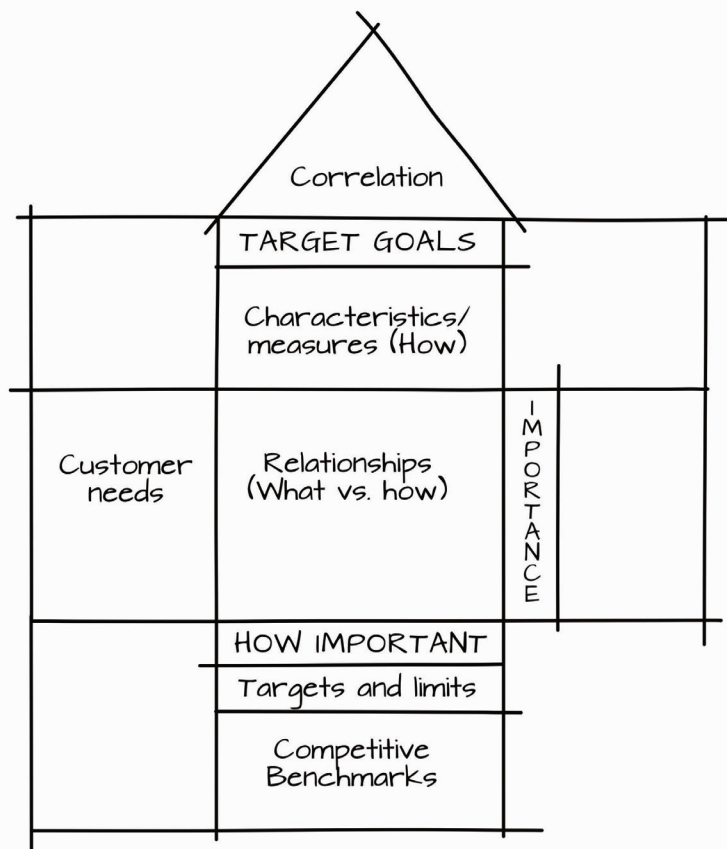 Correlation
TARGET GOALS
Characteristics/
measures (How)
Customer
needs
Relationships
(What vs. how)
IMPORTANCE
HOW IMPORTANT
Targets and limits
Competitive
Benchmarks